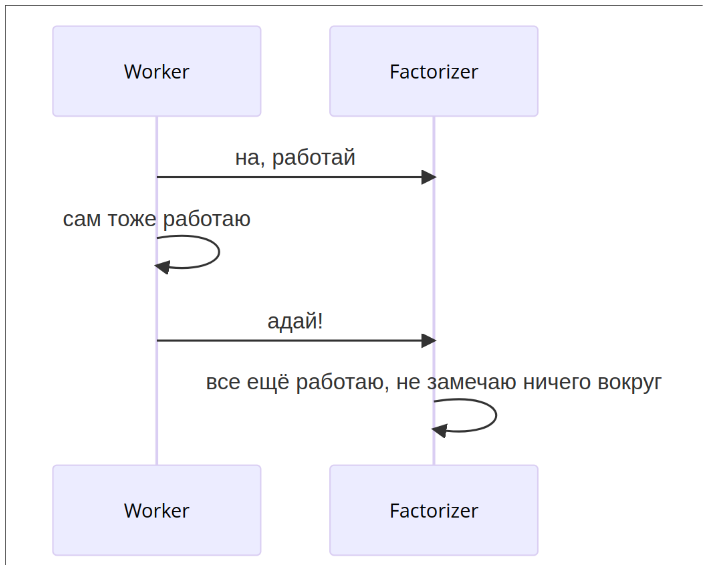 Worker Factorizer
на, работай
сам тоже работаю
адай!
все ещё работаю, не замечаю ничего вокруг
Worker Factorizer